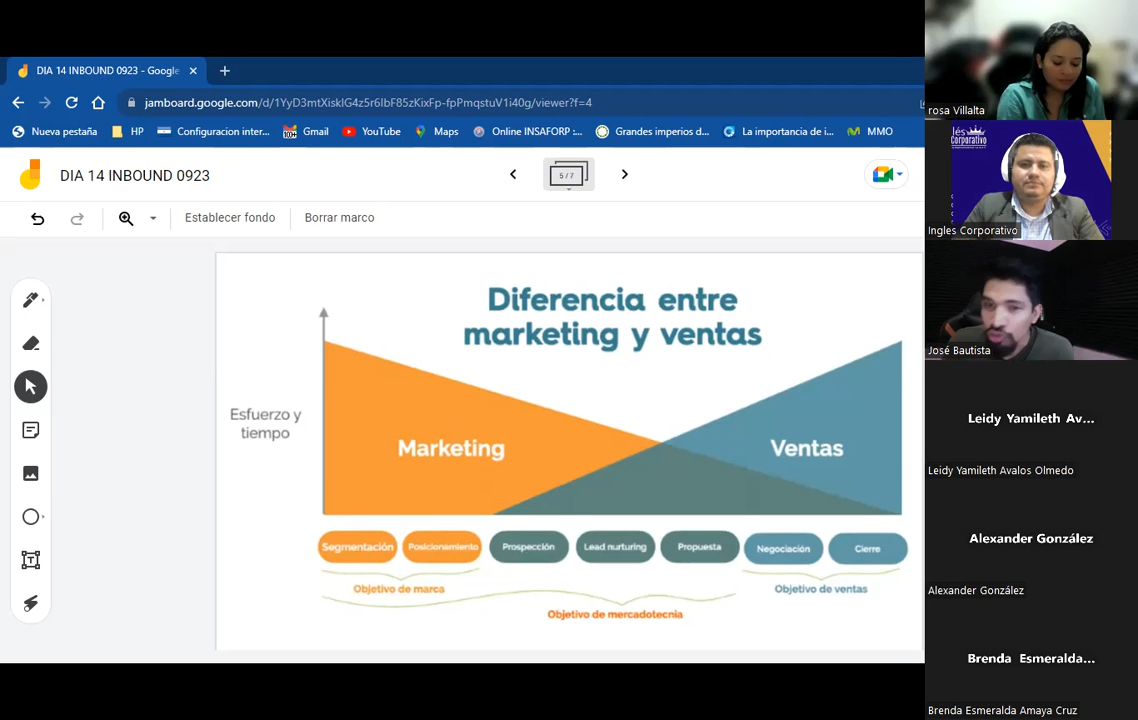 DIA 14 INBOUND 0923 - Google
jamboard.google.com/d/1YyD3mtXisklG4z5r6IbF85zKixFp-fpPmqstuV1i40g/viewer?f=4
Nueva pestaña
HP
Configuracion inter...
Gmail
YouTube
Maps
Online INSAFORP :...
Grandes imperios d...
La importancia de i...
MMO
DIA 14 INBOUND 0923
5 / 7
Establecer fondo
Borrar marco
Diferencia entre
marketing y ventas
Esfuerzo y
tiempo
Marketing
Ventas
Segmentación
Posicionamiento
Prospección
Lead nurturing
Propuesta
Negociación
Cierre
Objetivo de marca
Objetivo de ventas
Objetivo de mercadotecnia
rosa Villalta
lés
Corporativo
Ingles Corporativo
José Bautista
Leidy Yamileth Av...
Leidy Yamileth Avalos Olmedo
Alexander González
Alexander González
Brenda Esmeralda...
Brenda Esmeralda Amaya Cruz